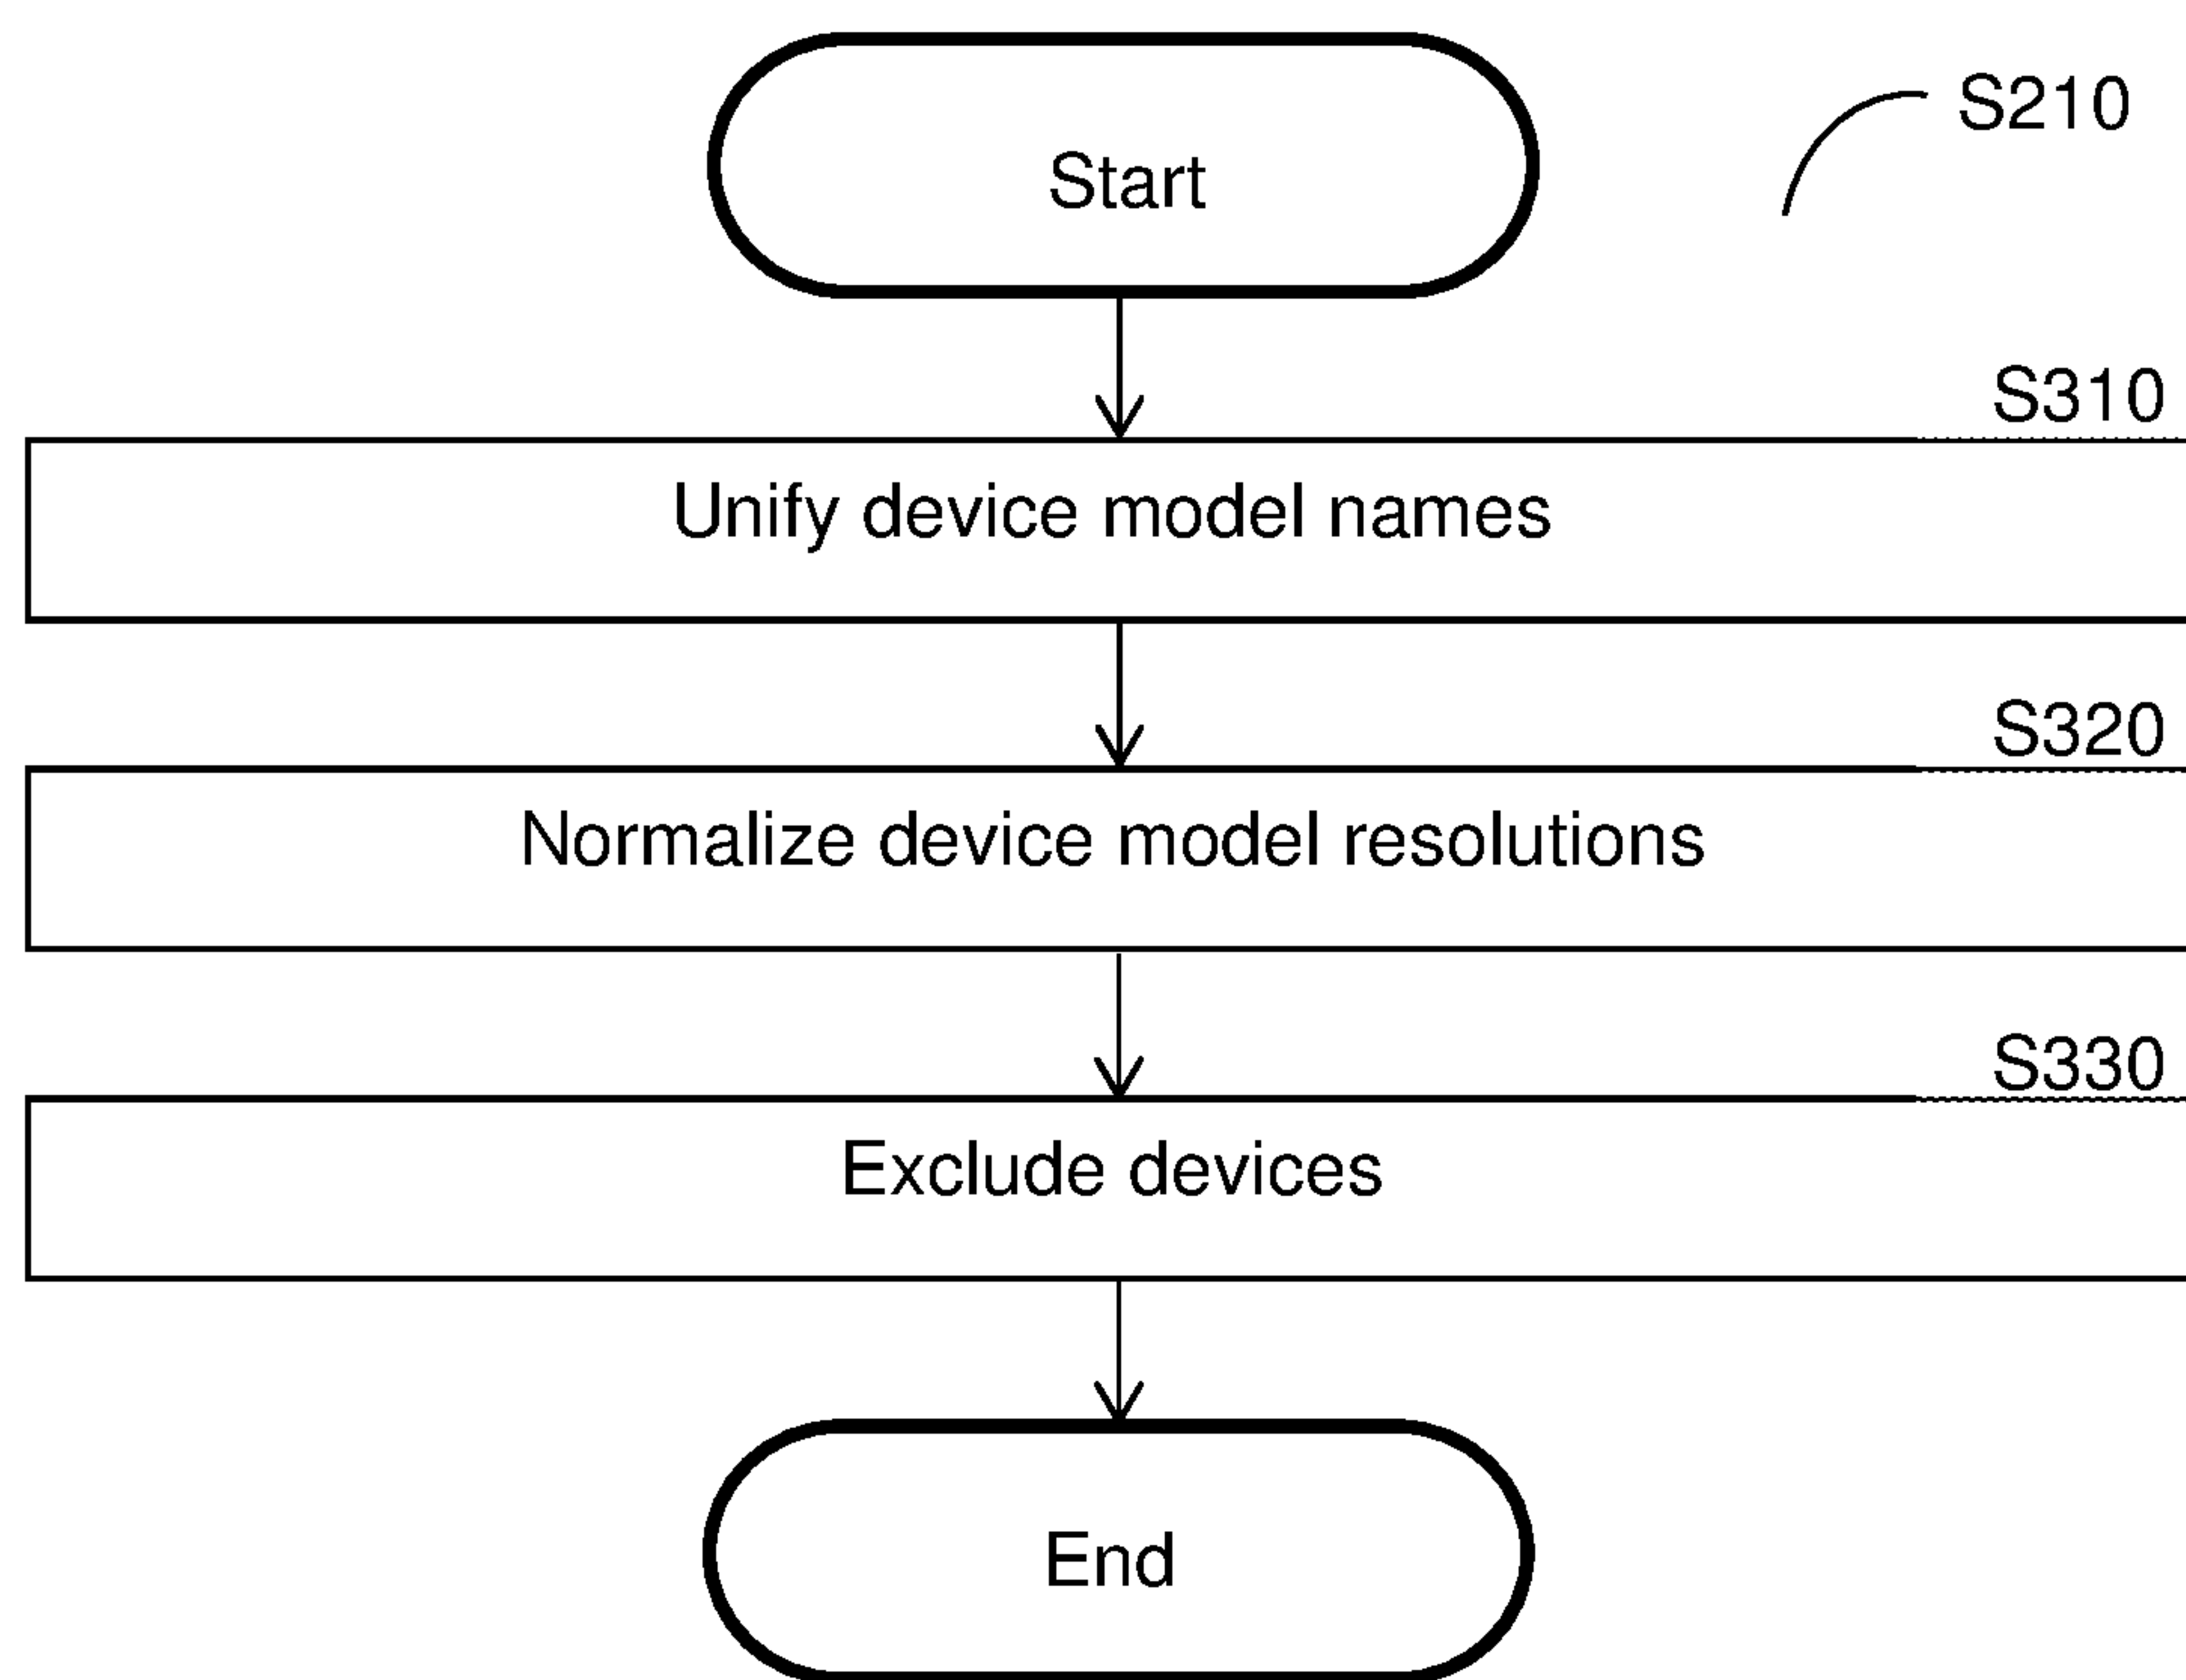 Start
S210
S310
Unify device model names
S320
Normalize device model resolutions
S330
Exclude devices
End